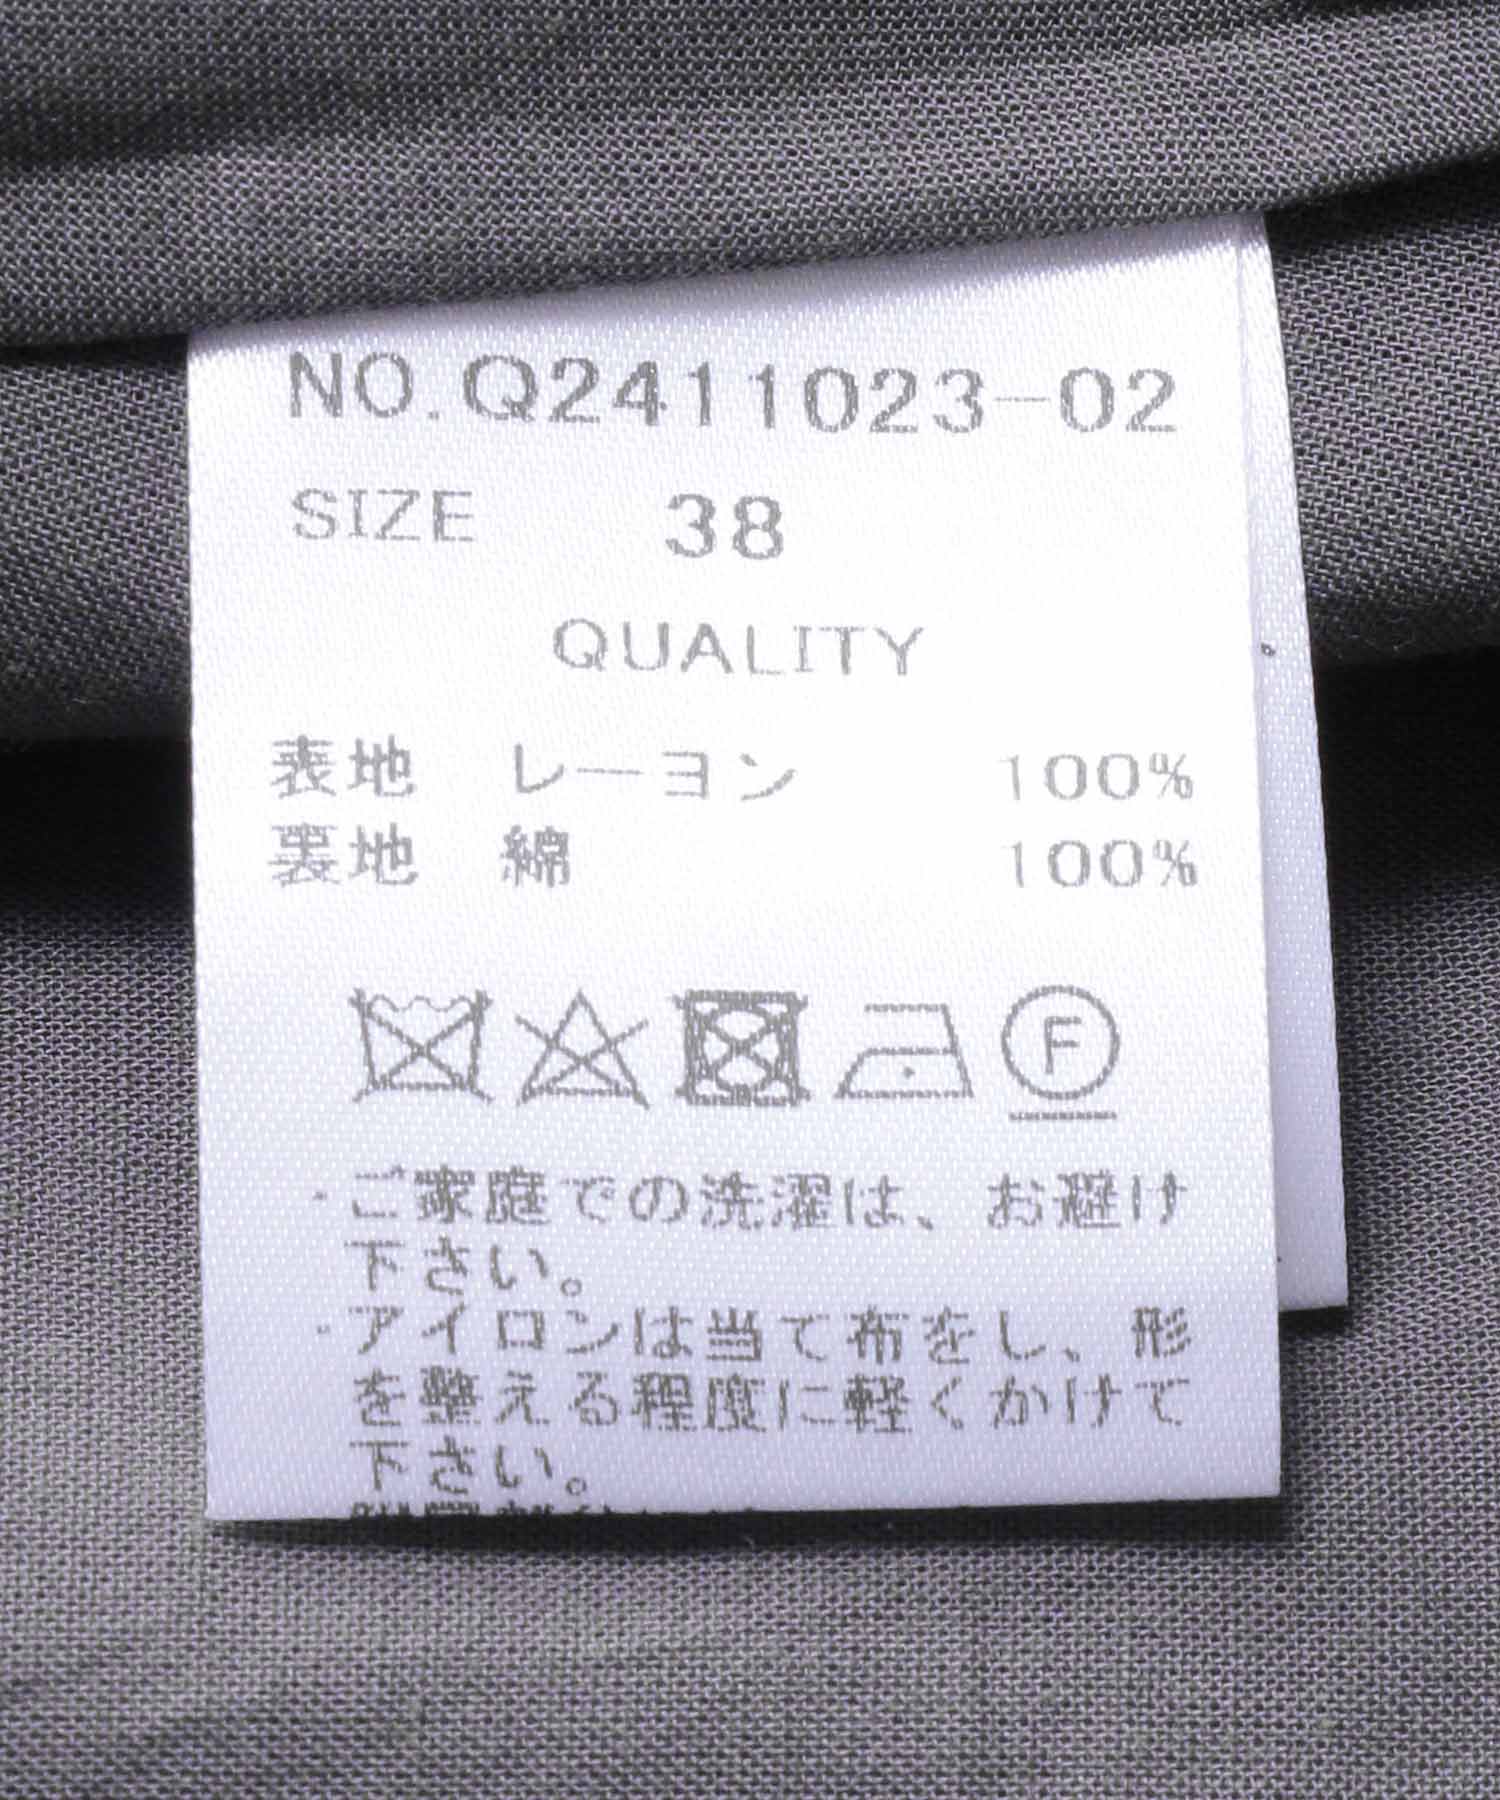 NO.Q2411023-02
SIZE 38
QUALITY
表地 レーヨン 100%
裏地 綿 100%
F
・ご家庭での洗濯は、お避け
下さい。
・アイロンは当て布をし、形
を整える程度に軽くかけて
下さい。